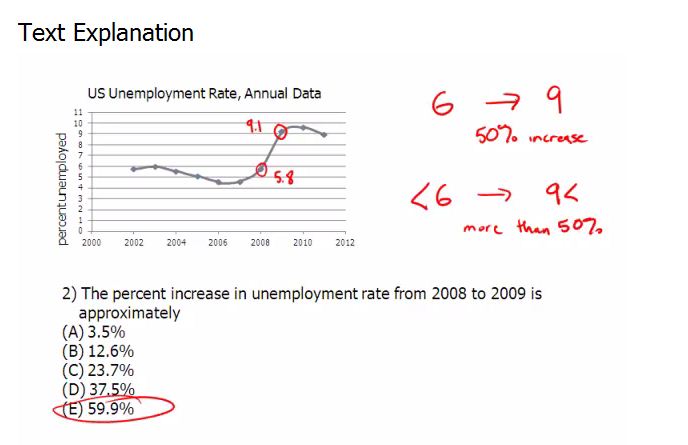 Text Explanation
US Unemployment Rate, Annual Data
percentunemployed
11
10
9
8
7
6
5
4
3
2
1
0
2000 2002 2004 2006 2008 2010 2012
9.1
5.8
6 → 9
50% increase
<6 → 9<
more than 50%
2) The percent increase in unemployment rate from 2008 to 2009 is
approximately
(A) 3.5%
(B) 12.6%
(C) 23.7%
(D) 37.5%
(E) 59.9%